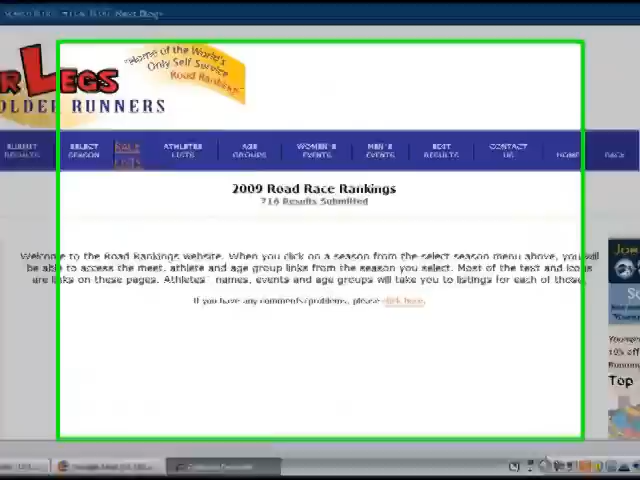 "Home of the World's
Only Self Service
Road Rankings"
R LEGS
OLDER RUNNERS
SUBMIT RESULTS
SELECT SEASON
RACE LISTS
ATHLETES LISTS
AGE GROUPS
WOMEN'S EVENTS
MEN'S EVENTS
EDIT RESULTS
CONTACT US
HOME
BACK
2009 Road Race Rankings
716 Results Submitted
Welcome to the Road Rankings website. When you click on a season from the select season menu above, you will
be able to access the meet, athlete and age group links from the season you select. Most of the text and icons
are links on these pages. Athletes' names, events and age groups will take you to listings for each of those.
If you have any comments/problems, please click here.
Top